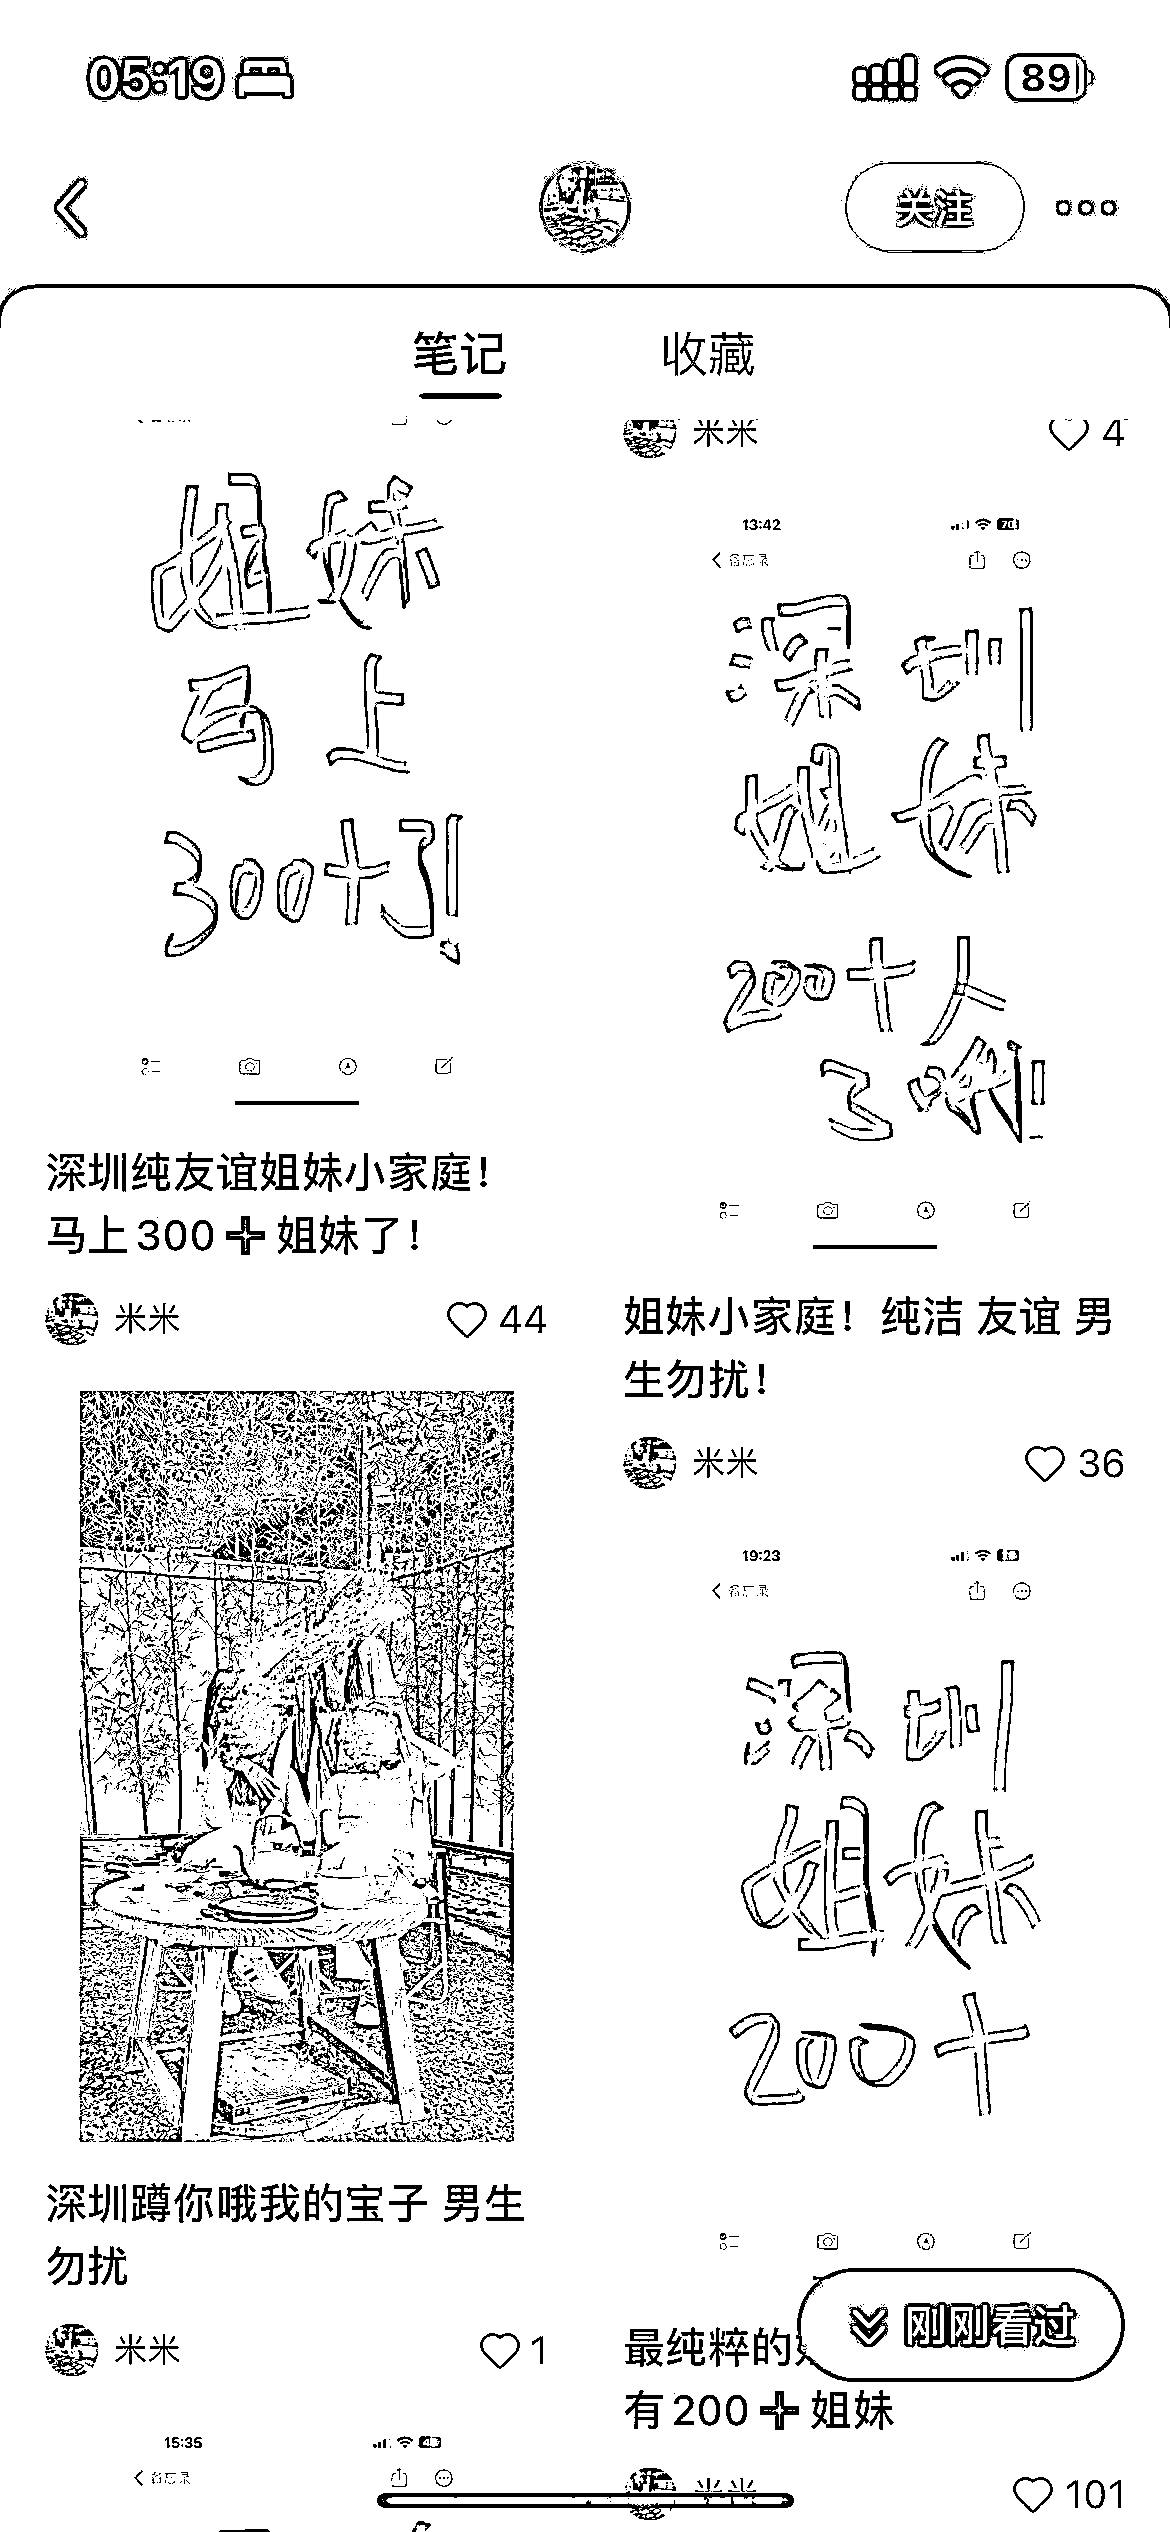 05:19
89
关注
笔记
收藏
姐妹
马上
300+了!
深圳纯友谊姐妹小家庭！
马上300➕姐妹了！
米米
44
深圳蹲你哦我的宝子 男生
勿扰
米米
1
15:35
备忘录
米米
4
13:42
70
备忘录
深圳
姐妹
200+人
了啊!!
姐妹小家庭！纯洁 友谊 男
生勿扰！
米米
36
19:23
备忘录
深圳
姐妹
200+
最纯粹的
有200➕姐妹
刚刚看过
米米
101